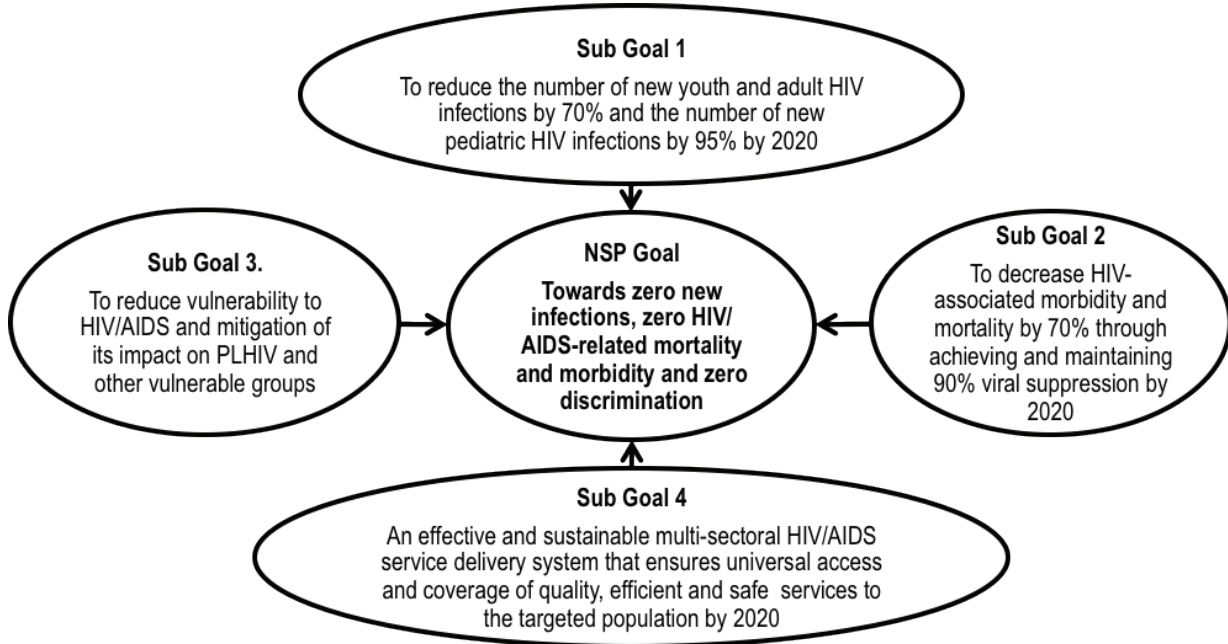 Sub Goal 1
To reduce the number of new youth and adult HIV
infections by 70% and the number of new
pediatric HIV infections by 95% by 2020
Sub Goal 3.
To reduce vulnerability to
HIV/AIDS and mitigation of
its impact on PLHIV and
other vulnerable groups
NSP Goal
Towards zero new
infections, zero HIV/
AIDS-related mortality
and morbidity and zero
discrimination
Sub Goal 2
To decrease HIV-
associated morbidity and
mortality by 70% through
achieving and maintaining
90% viral suppression by
2020
Sub Goal 4
An effective and sustainable multi-sectoral HIV/AIDS
service delivery system that ensures universal access
and coverage of quality, efficient and safe services to
the targeted population by 2020